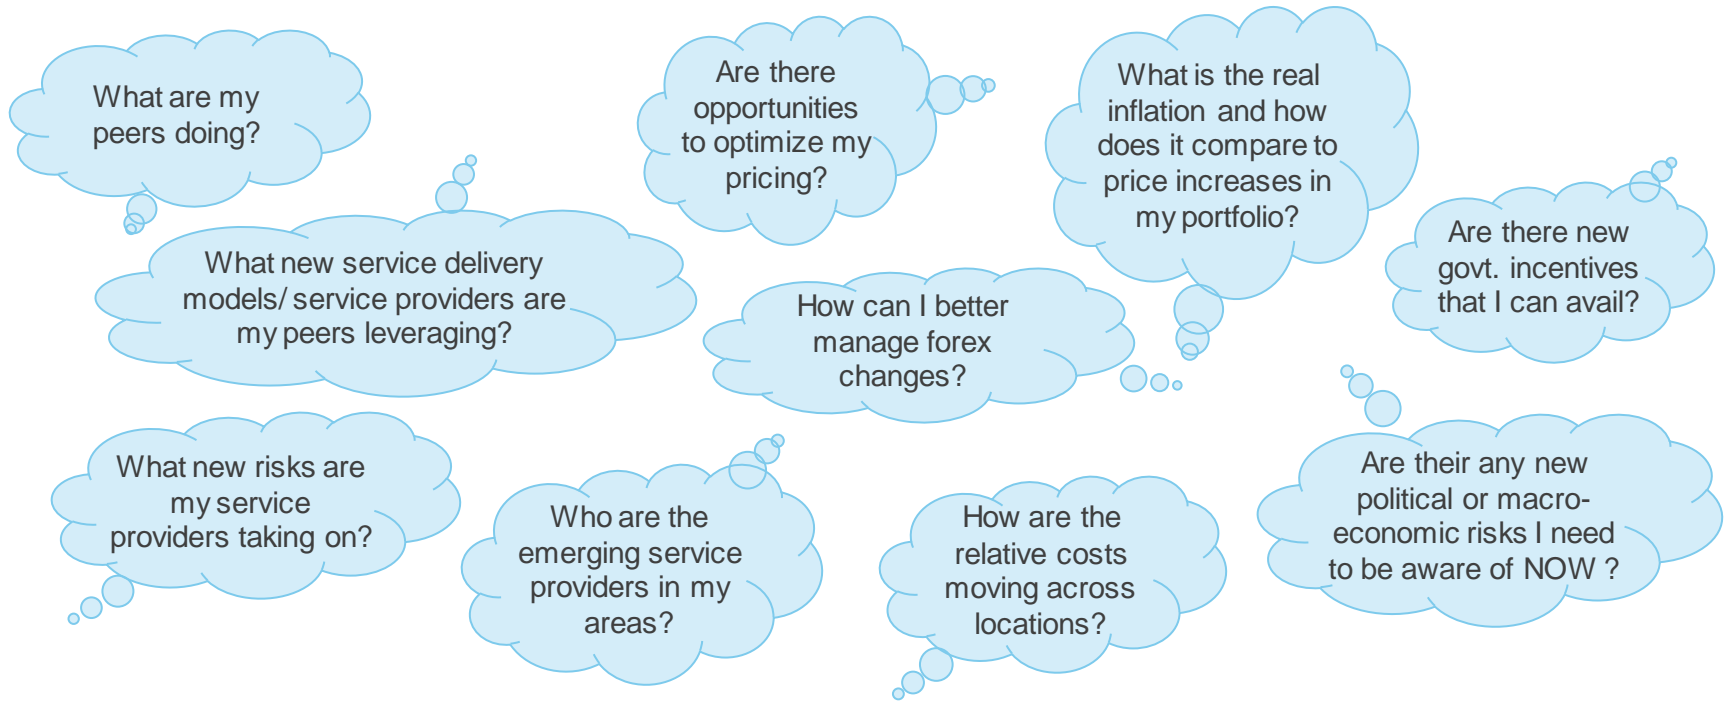 What are my
peers doing?
Are there
opportunities
to optimize my
pricing?
What is the real
inflation and how
does it compare to
price increases in
my portfolio?
What new service delivery
models/ service providers are
my peers leveraging?
How can I better
manage forex
changes?
Are there new
govt. incentives
that I can avail?
What new risks are
my service
providers taking on?
Who are the
emerging service
providers in my
areas?
How are the
relative costs
moving across
locations?
Are their any new
political or macro-
economic risks I need
to be aware of NOW ?